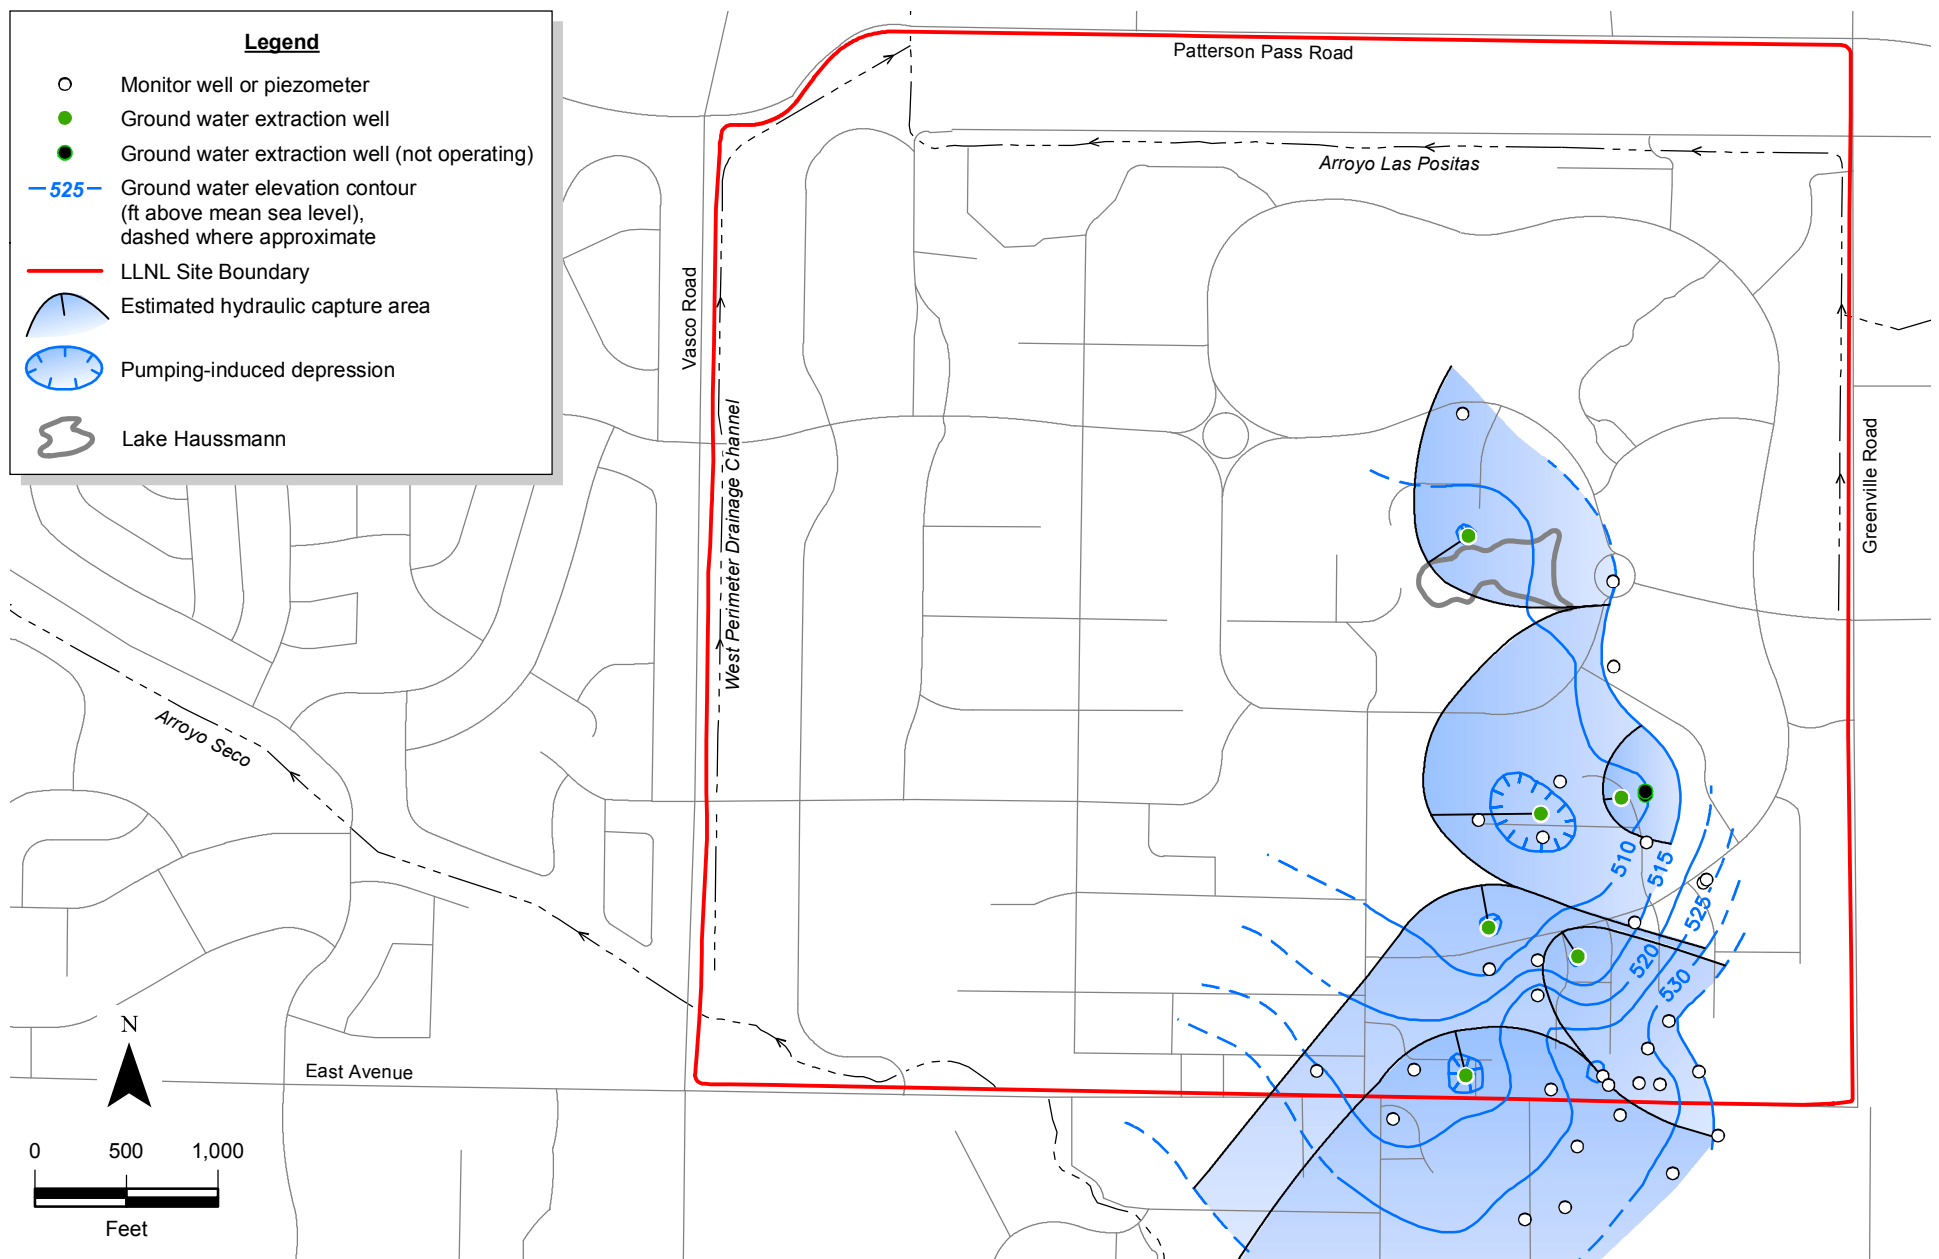 Legend
Monitor well or piezometer
Ground water extraction well
Ground water extraction well (not operating)
525
Ground water elevation contour
(ft above mean sea level),
dashed where approximate
LLNL Site Boundary
Estimated hydraulic capture area
Pumping-induced depression
Lake Haussmann
Patterson Pass Road
Arroyo Las Positas
Vasco Road
West Perimeter Drainage Channel
Greenville Road
Arroyo Seco
510
515
525
520
530
East Avenue
N
0 500 1,000
Feet